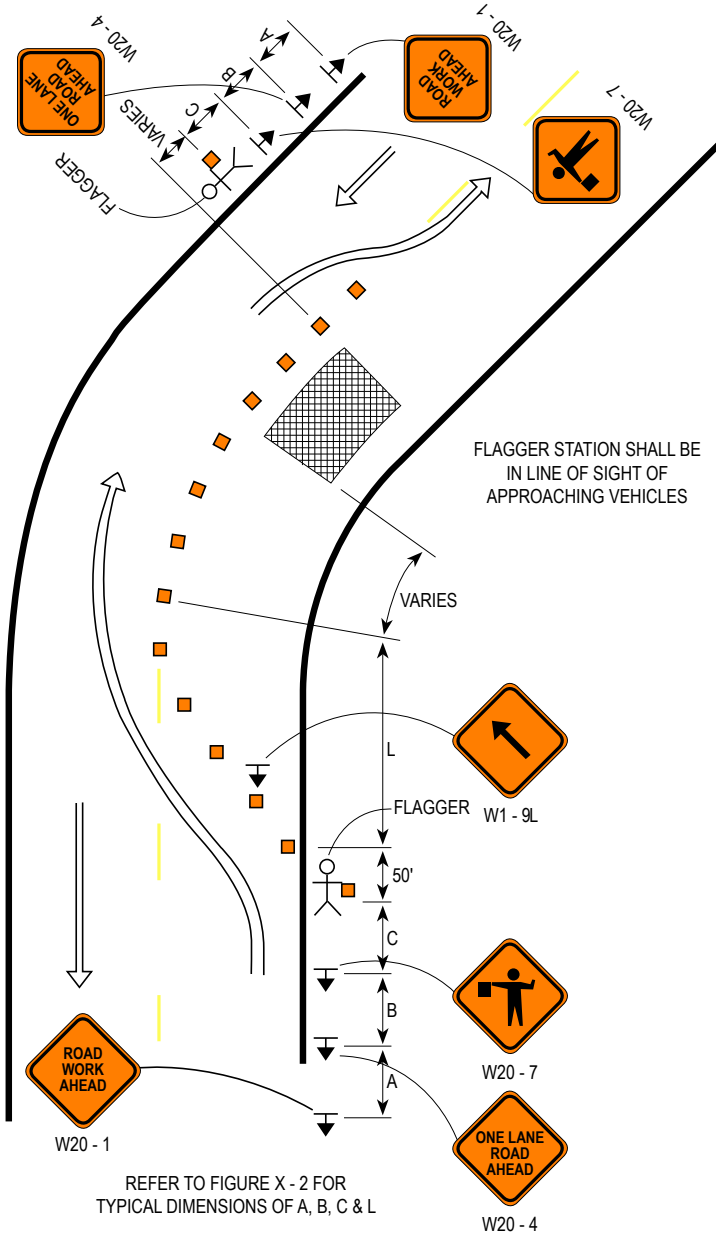 W20 - 4
ONE LANE
ROAD
AHEAD
A
B
C
VARIES
FLAGGER
W20 - 1
ROAD
WORK
AHEAD
W20 - 7
FLAGGER STATION SHALL BE
IN LINE OF SIGHT OF
APPROACHING VEHICLES
VARIES
L
W1 - 9L
FLAGGER
50'
C
B
W20 - 7
A
ROAD
WORK
AHEAD
W20 - 1
ONE LANE
ROAD
AHEAD
W20 - 4
REFER TO FIGURE X - 2 FOR
TYPICAL DIMENSIONS OF A, B, C & L